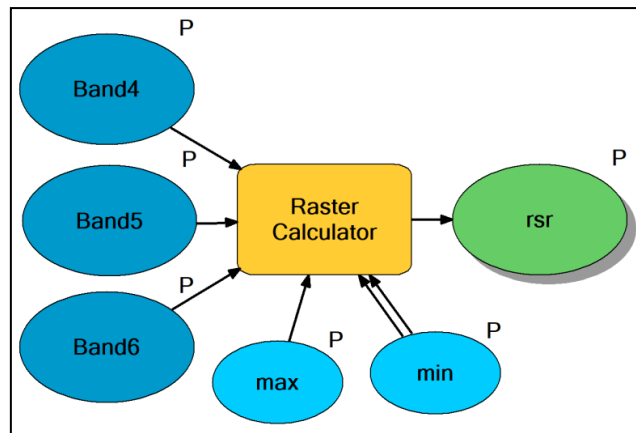 P
Band4
P
Band5
P
Band6
Raster
Calculator
P
rsr
P
max
P
min